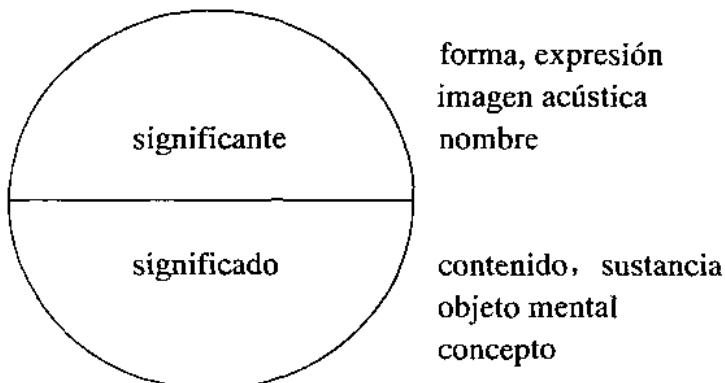 forma, expresión
imagen acústica
significante nombre
significado contenido, sustancia
objeto mental
concepto